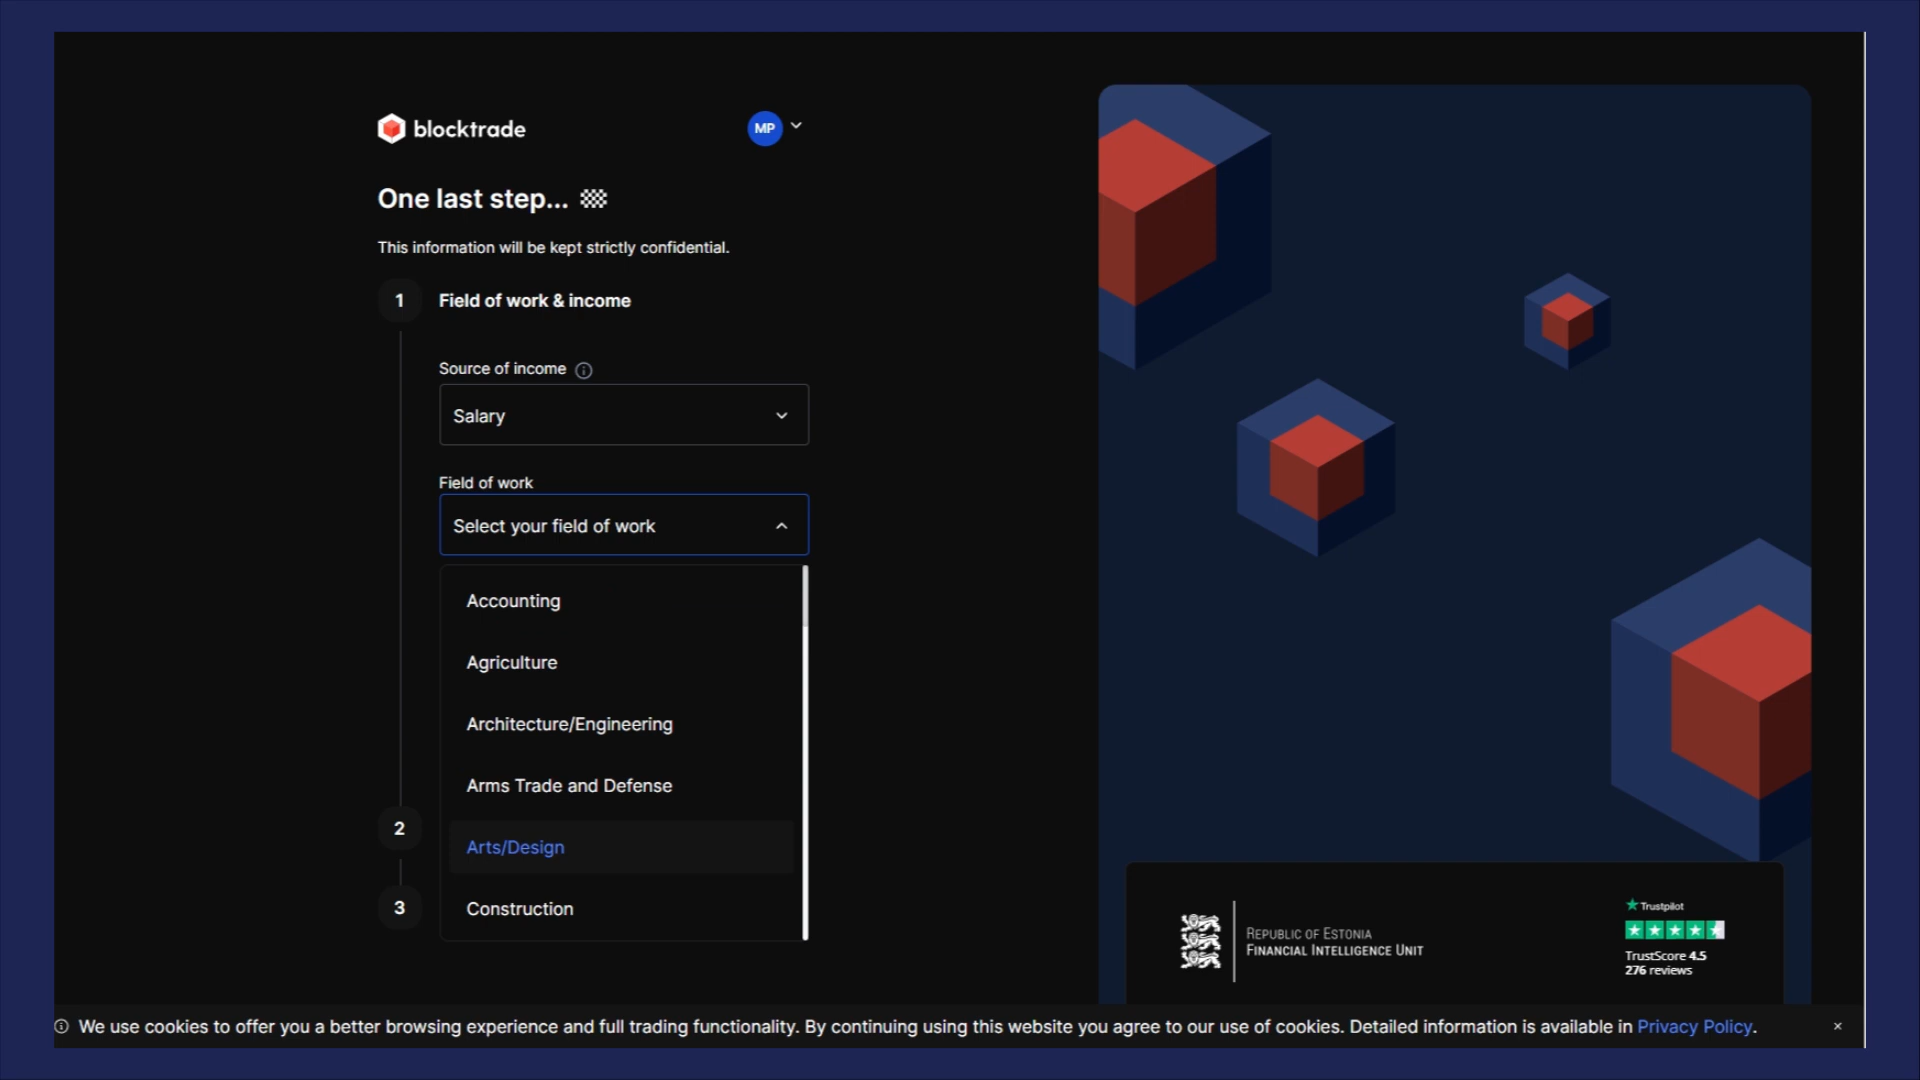 blocktrade
MP
One last step...
This information will be kept strictly confidential.
1
Field of work & income
Source of income
Salary
Field of work
Select your field of work
Accounting
Agriculture
Architecture/Engineering
Arms Trade and Defense
2
Arts/Design
3
Construction
REPUBLIC OF ESTONIA
FINANCIAL INTELLIGENCE UNIT
Trustpilot
TrustScore 4.5
276 reviews
We use cookies to offer you a better browsing experience and full trading functionality. By continuing using this website you agree to our use of cookies. Detailed information is available in Privacy Policy.